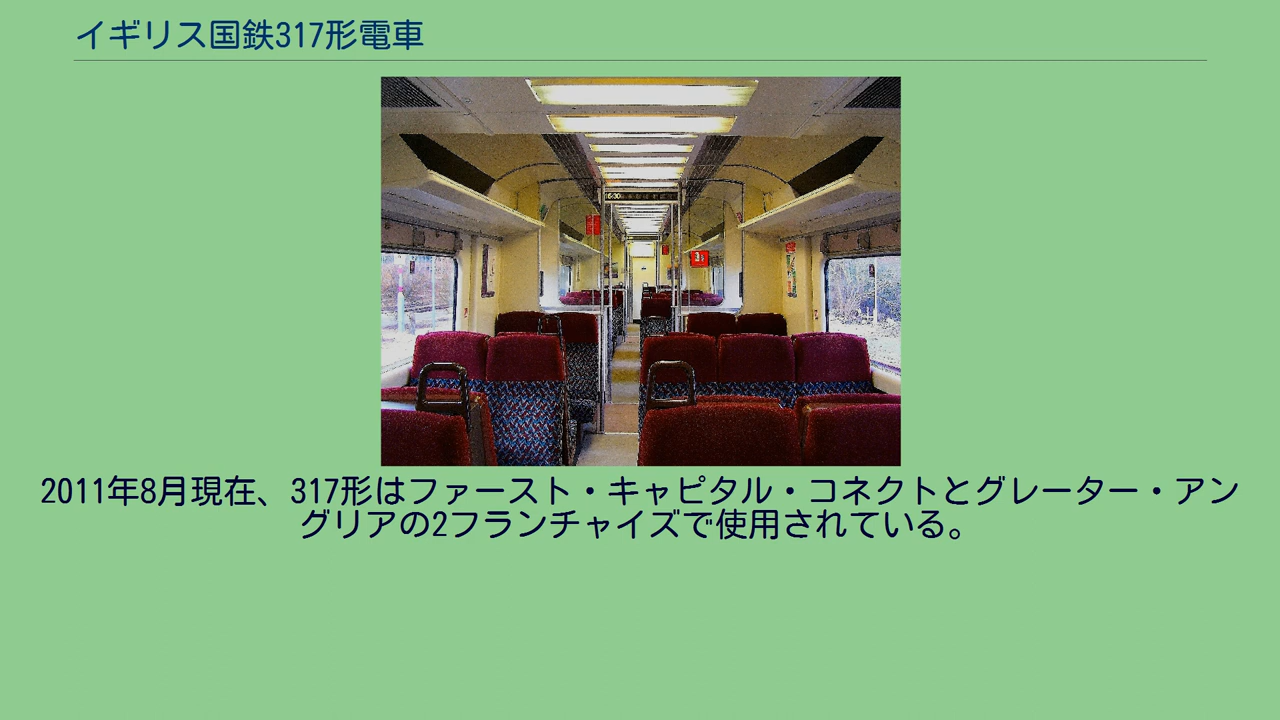 イギリス国鉄317形電車
16:30
2011年8月現在、317形はファースト・キャピタル・コネクトとグレーター・アン
グリアの2フランチャイズで使用されている。